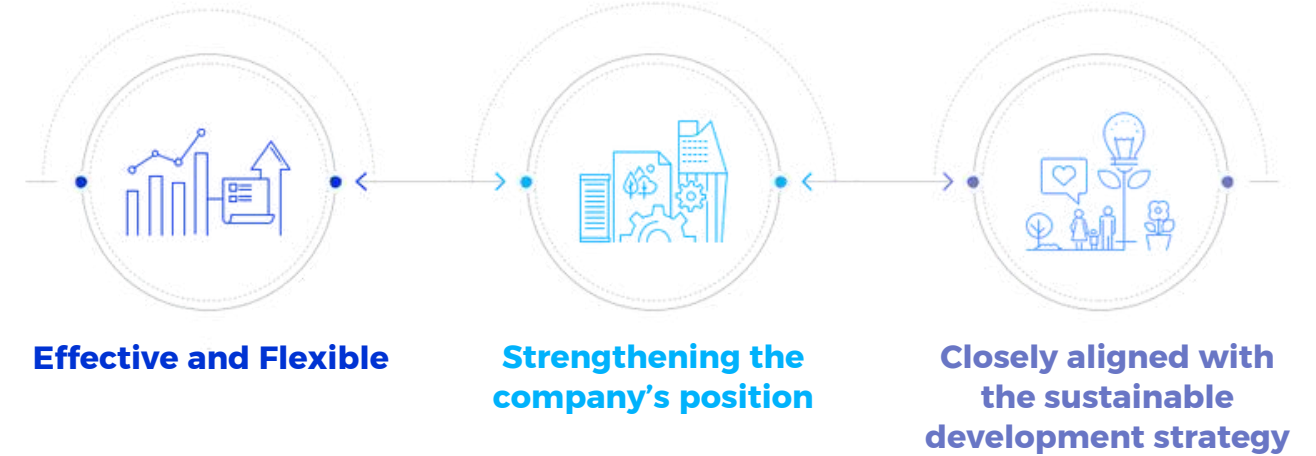 Effective and Flexible
Strengthening the
company’s position
Closely aligned with
the sustainable
development strategy